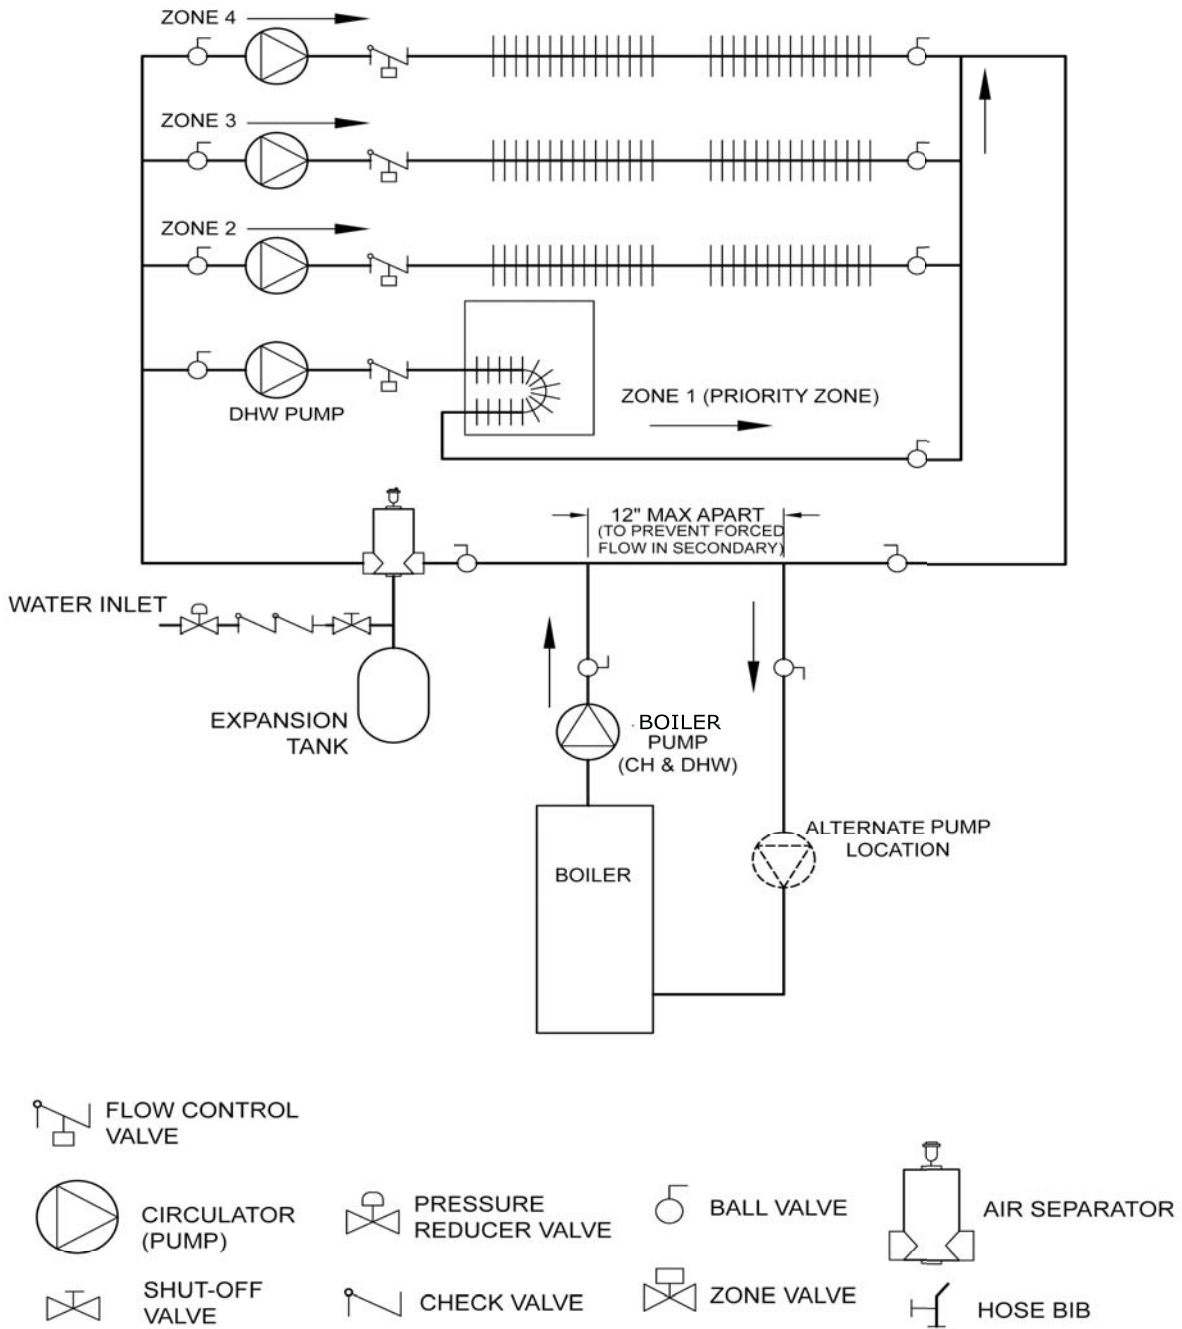 ZONE 4
ZONE 3
ZONE 2
DHW PUMP
ZONE 1 (PRIORITY ZONE)
12" MAX APART
(TO PREVENT FORCED
FLOW IN SECONDARY)
WATER INLET
EXPANSION
TANK
BOILER
PUMP
(CH & DHW)
ALTERNATE PUMP
LOCATION
BOILER
FLOW CONTROL
VALVE
CIRCULATOR
(PUMP)
PRESSURE
REDUCER VALVE
BALL VALVE
AIR SEPARATOR
SHUT-OFF
VALVE
CHECK VALVE
ZONE VALVE
HOSE BIB